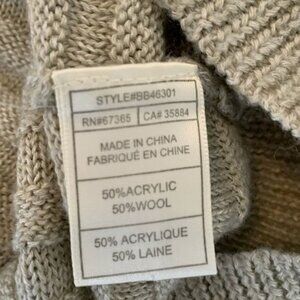 STYLE#BB46301
RN#67365 CA# 35884
MADE IN CHINA
FABRIQUÉ EN CHINE
50%ACRYLIC
50%WOOL
50% ACRYLIQUE
50% LAINE